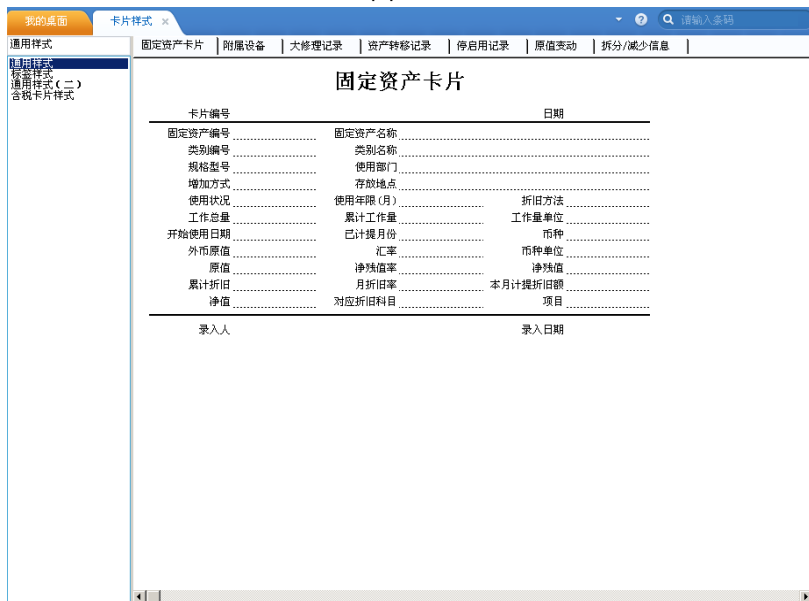 我的桌面 卡片样式 × 请输入条码
通用样式 固定资产卡片 附属设备 大修理记录 资产转移记录 停启用记录 原值变动 拆分/减少信息
通用样式
标签样式
通用样式(二)
含税卡片样式
固定资产卡片
卡片编号 日期
固定资产编号 固定资产名称
类别编号 类别名称
规格型号 使用部门
增加方式 存放地点
使用状况 使用年限(月) 折旧方法
工作总量 累计工作量 工作量单位
开始使用日期 已计提月份 币种
外币原值 汇率 币种单位
原值 净残值率 净残值
累计折旧 月折旧率 本月计提折旧额
净值 对应折旧科目 项目
录入人 录入日期